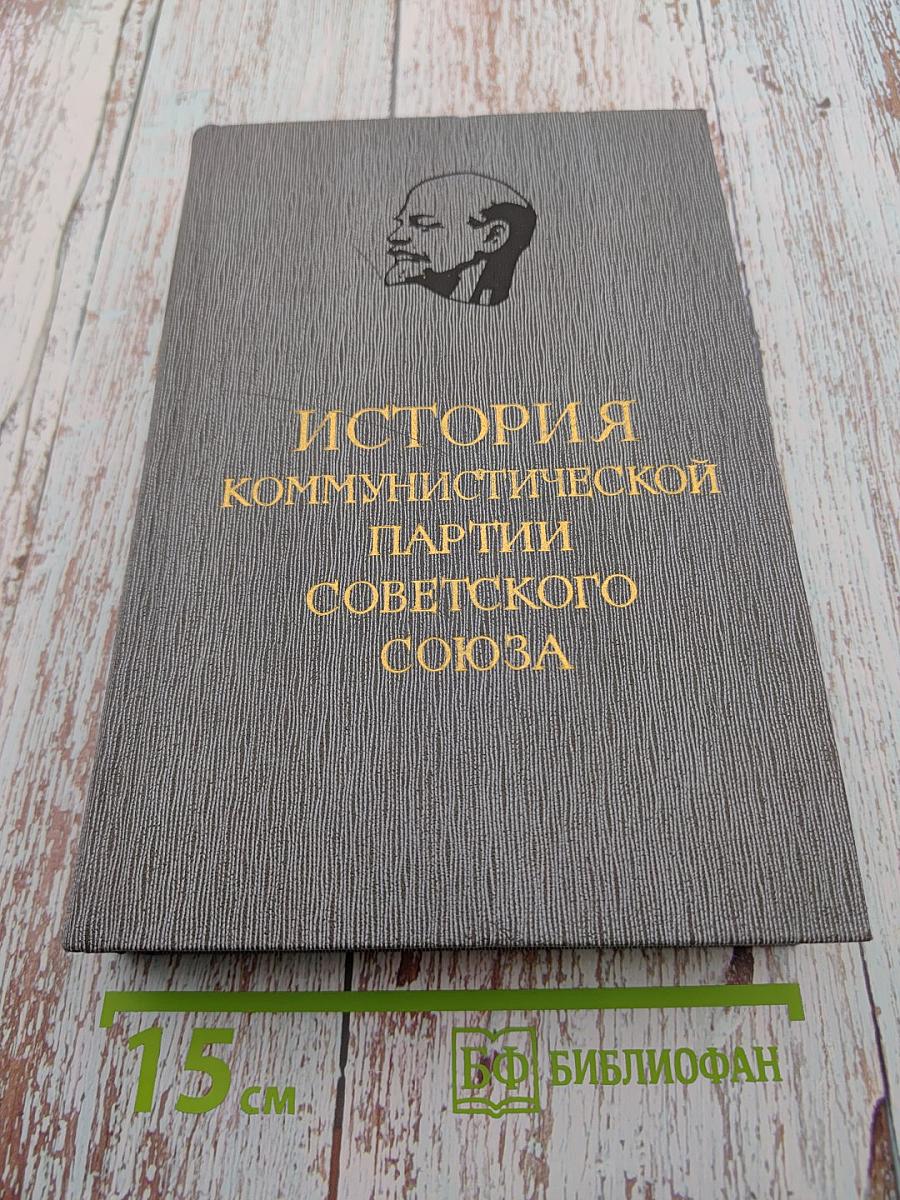 ИСТОРИЯ
КОММУНИСТИЧЕСКОЙ
ПАРТИИ
СОВЕТСКОГО
СОЮЗА
15 см
БФ БИБЛИОФАН